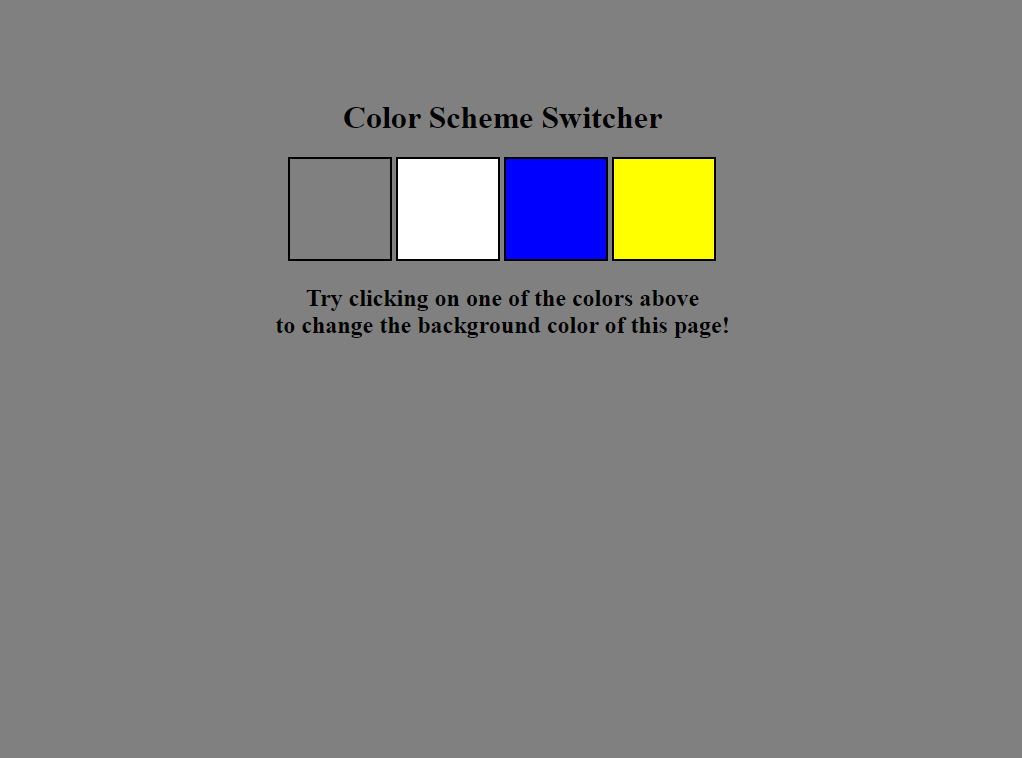 Color Scheme Switcher
Try clicking on one of the colors above
to change the background color of this page!